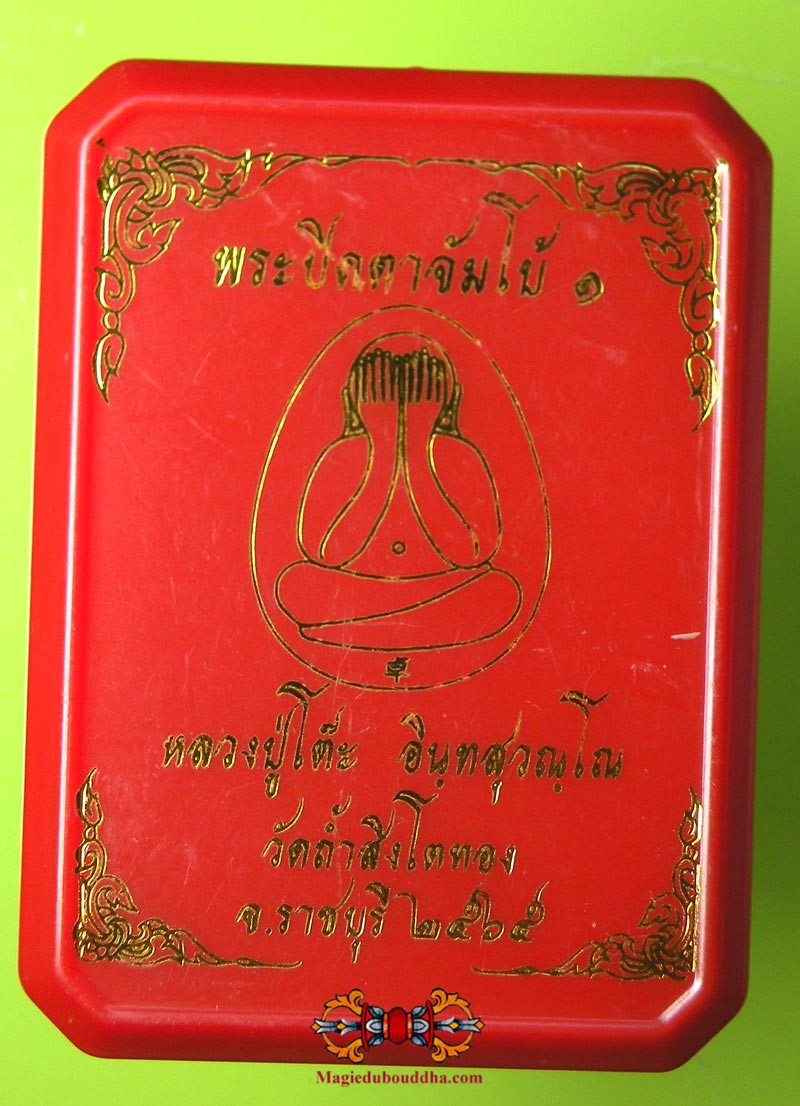 พระปิดตาจัมโบ้ ๑
หลวงปู่โต๊ะ อินฺทสุวณฺโณ
วัดถ้ำสิงโตทอง
จ.ราชบุรี ๒๕๖๕
Magiedubouddha.com